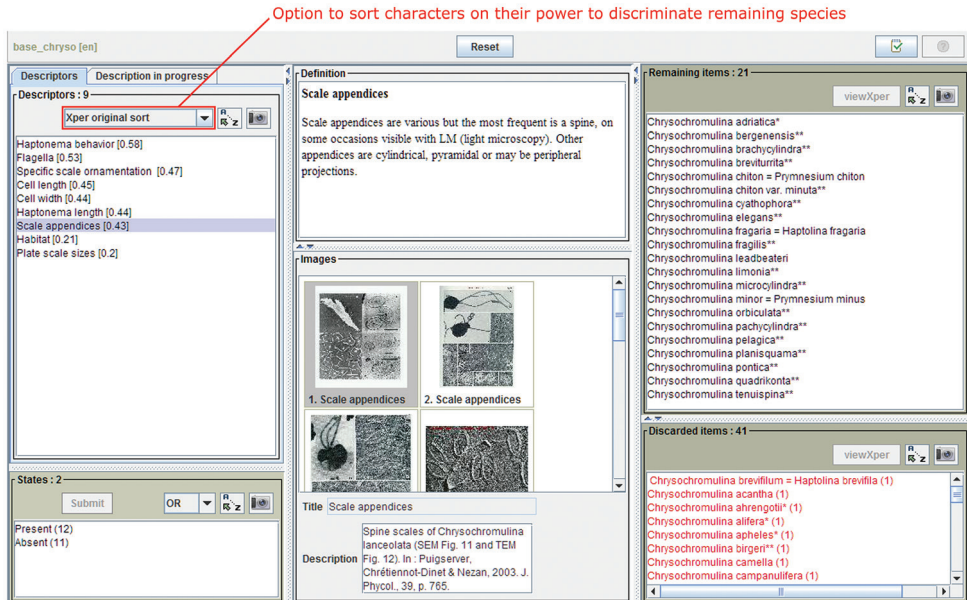 Option to sort characters on their power to discriminate remaining species
base_chryso [en]
Reset
Descriptors
Description in progress
Descriptors : 9
Xper original sort
Haptonema behavior [0.58]
Flagella [0.53]
Specific scale ornamentation [0.47]
Cell length [0.45]
Cell width [0.44]
Haptonema length [0.44]
Scale appendices [0.43]
Habitat [0.21]
Plate scale sizes [0.2]
States : 2
Submit
OR
Present (12)
Absent (11)
Definition
Scale appendices
Scale appendices are various but the most frequent is a spine, on
some occasions visible with LM (light microscopy). Other
appendices are cylindrical, pyramidal or may be peripheral
projections.
Images
1. Scale appendices
2. Scale appendices
Title Scale appendices
Description
Spine scales of Chrysochromulina
lanceolata (SEM Fig. 11 and TEM
Fig. 12). In : Puigserver,
Chrétiennot-Dinet & Nezan, 2003. J.
Phycol., 39, p. 765.
Remaining items : 21
viewXper
A
Z
Chrysochromulina adriatica*
Chrysochromulina bergenensis**
Chrysochromulina brachycylindra**
Chrysochromulina breviturrita**
Chrysochromulina chiton = Prymnesium chiton
Chrysochromulina chiton var. minuta**
Chrysochromulina cyathophora**
Chrysochromulina elegans**
Chrysochromulina fragaria = Haptolina fragaria
Chrysochromulina fragilis**
Chrysochromulina leadbeateri
Chrysochromulina limonia**
Chrysochromulina microcylindra**
Chrysochromulina minor = Prymnesium minus
Chrysochromulina orbiculata**
Chrysochromulina pachycylindra**
Chrysochromulina pelagica**
Chrysochromulina planisquama**
Chrysochromulina pontica**
Chrysochromulina quadrikonta**
Chrysochromulina tenuispina**
Discarded items : 41
viewXper
A
Z
Chrysochromulina brevifilum = Haptolina brevifila (1)
Chrysochromulina acantha (1)
Chrysochromulina ahrengotii* (1)
Chrysochromulina alifera* (1)
Chrysochromulina apheles* (1)
Chrysochromulina birgeri** (1)
Chrysochromulina camella (1)
Chrysochromulina campanulifera (1)